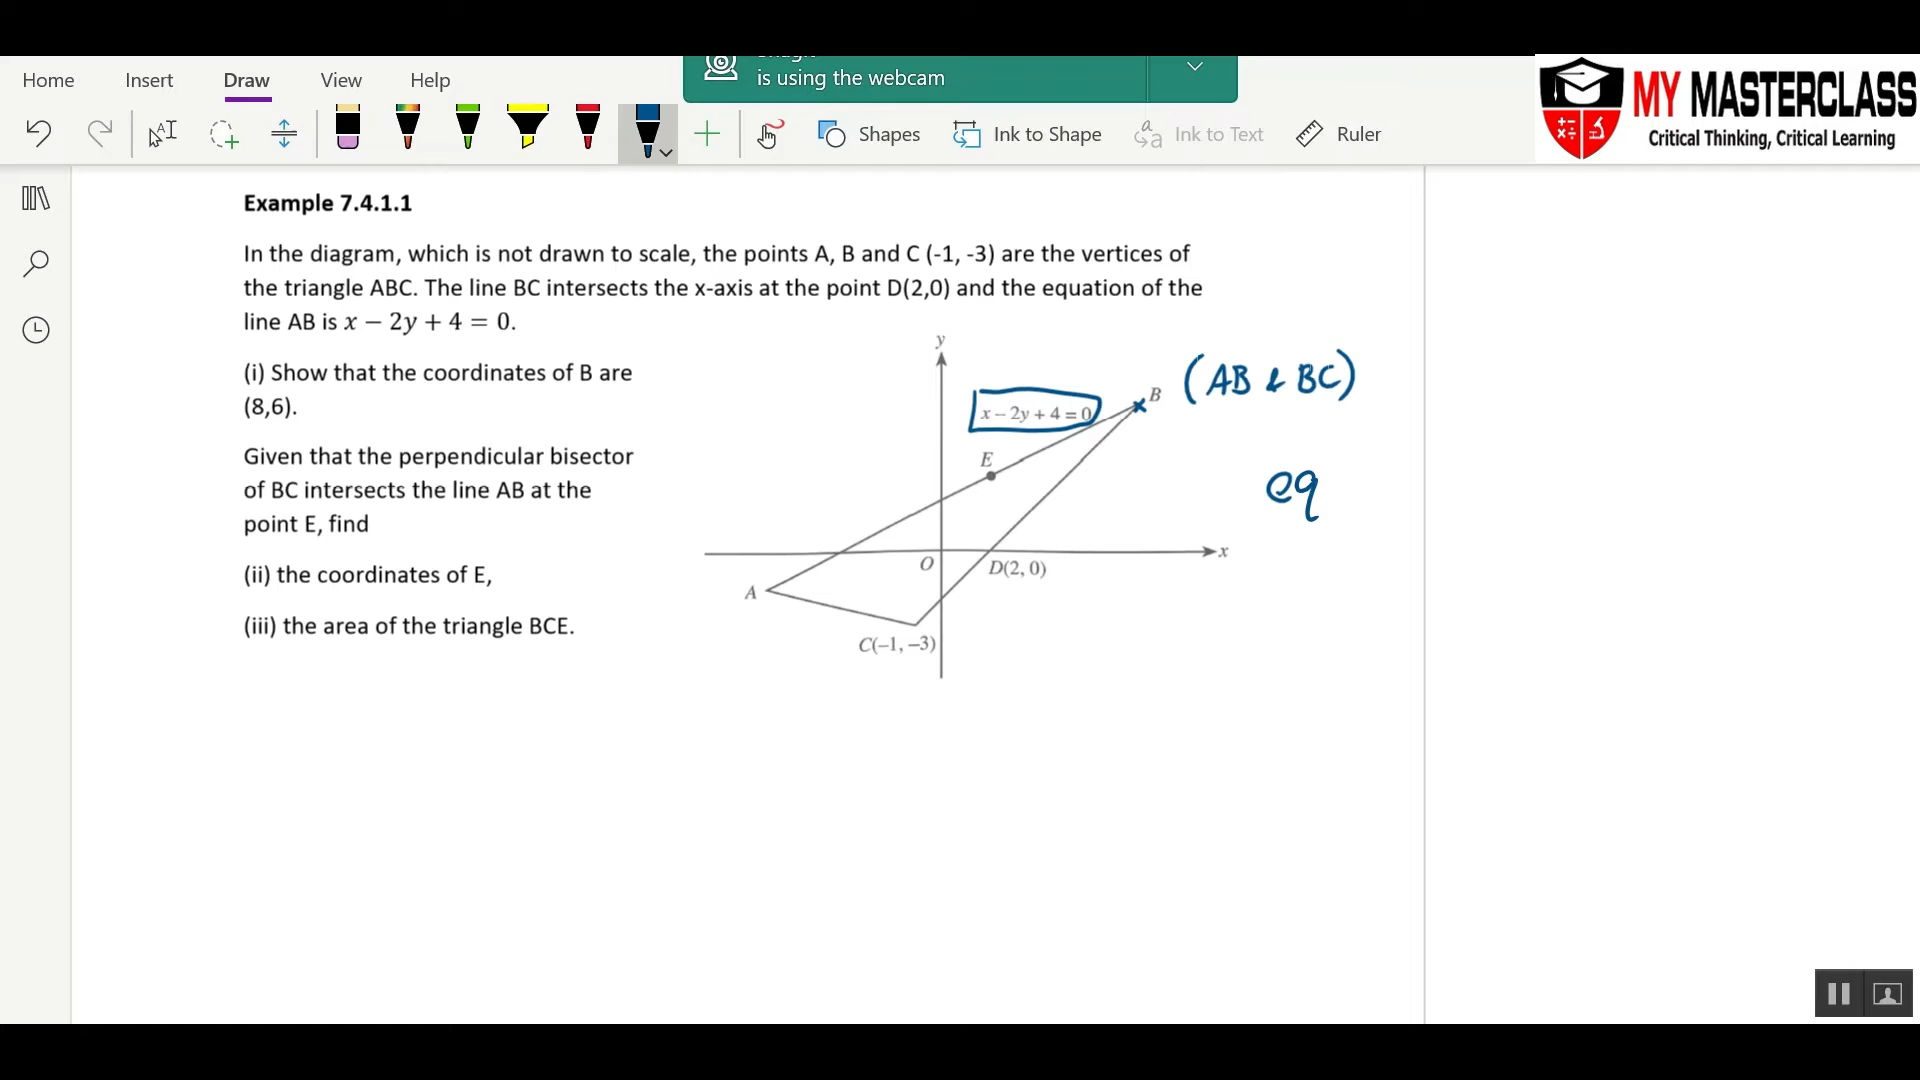 is using the webcam
Home Insert Draw View Help
MY MASTERCLASS
Critical Thinking, Critical Learning
Shapes Ink to Shape Ink to Text Ruler
Example 7.4.1.1
In the diagram, which is not drawn to scale, the points A, B and C (-1, -3) are the vertices of
the triangle ABC. The line BC intersects the x-axis at the point D(2,0) and the equation of the
line AB is x − 2y + 4 = 0.
(i) Show that the coordinates of B are
(8,6).
Given that the perpendicular bisector
of BC intersects the line AB at the
point E, find
(ii) the coordinates of E,
(iii) the area of the triangle BCE.
y
x − 2y + 4 = 0
B
(AB & BC)
E
eq
x
O
D(2, 0)
A
C(−1, −3)